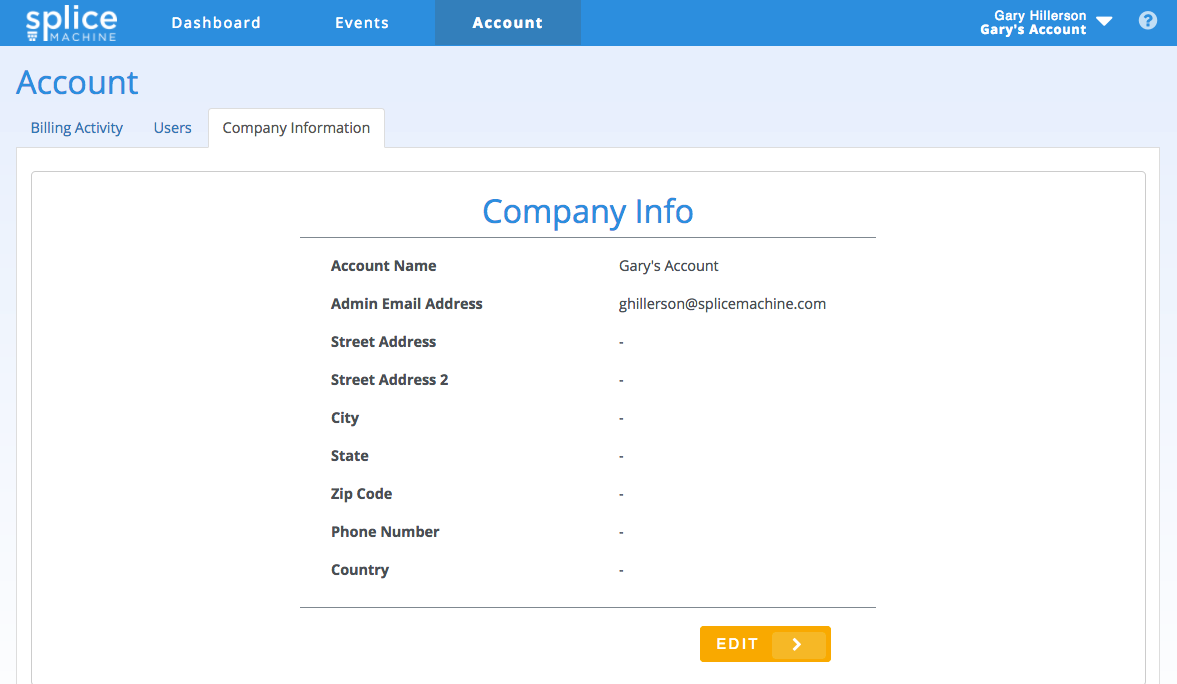 splice
MACHINE
Dashboard Events Account
Gary Hillerson
Gary's Account
?
Account
Billing Activity Users Company Information
Company Info
Account Name Gary's Account
Admin Email Address ghillerson@splicemachine.com
Street Address -
Street Address 2 -
City -
State -
Zip Code -
Phone Number -
Country -
EDIT